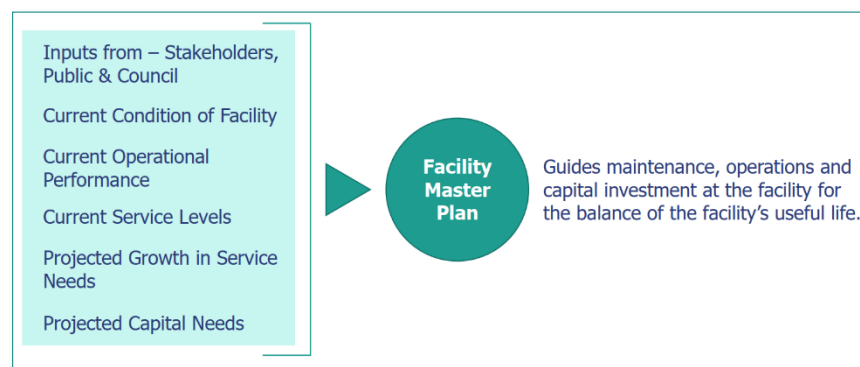 Inputs from – Stakeholders,
Public & Council
Current Condition of Facility
Current Operational
Performance
Current Service Levels
Projected Growth in Service
Needs
Projected Capital Needs
Facility
Master
Plan
Guides maintenance, operations and
capital investment at the facility for
the balance of the facility’s useful life.